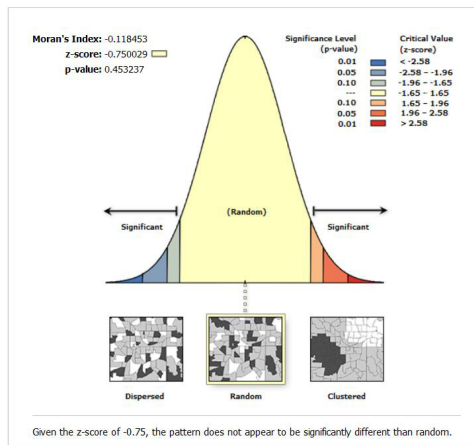 Moran's Index: -0.118453
z-score: -0.750029
p-value: 0.453237
Significance Level
(p-value)
Critical Value
(z-score)
0.01 < -2.58
0.05 -2.58 – -1.96
0.10 -1.96 – -1.65
--- -1.65 – 1.65
0.10 1.65 – 1.96
0.05 1.96 – 2.58
0.01 > 2.58
(Random)
Significant Significant
Dispersed Random Clustered
Given the z-score of -0.75, the pattern does not appear to be significantly different than random.